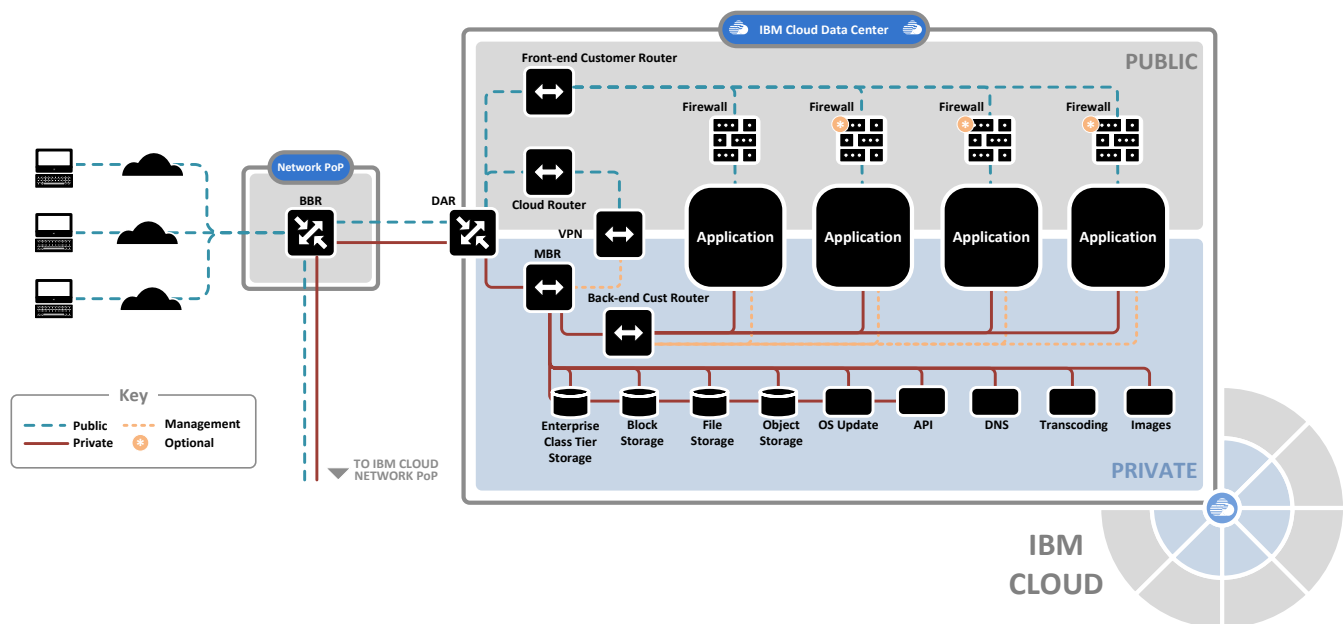 IBM Cloud Data Center
Front-end Customer Router
PUBLIC
Firewall
Firewall
Firewall
Firewall
Network PoP
BBR
DAR
Cloud Router
VPN
Application
Application
Application
Application
MBR
Back-end Cust Router
Key
Public
Management
Private
Optional
Enterprise
Class Tier
Storage
Block
Storage
File
Storage
Object
Storage
OS Update
API
DNS
Transcoding
Images
TO IBM CLOUD
NETWORK PoP
PRIVATE
IBM
CLOUD